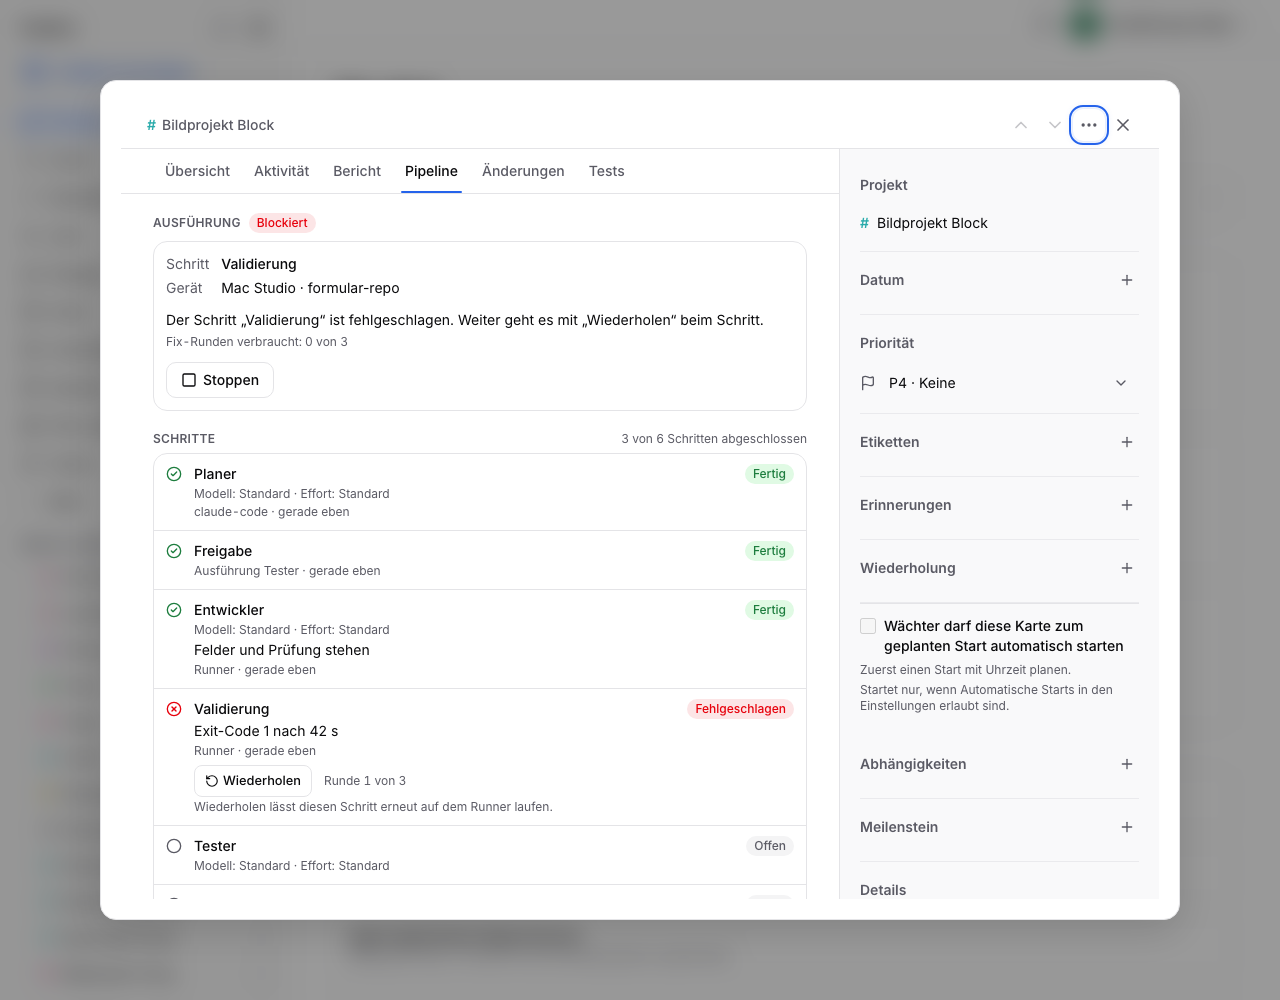 # Bildprojekt Block
Übersicht Aktivität Bericht Pipeline Änderungen Tests
AUSFÜHRUNG Blockiert
Schritt Validierung
Gerät Mac Studio · formular-repo
Der Schritt „Validierung“ ist fehlgeschlagen. Weiter geht es mit „Wiederholen“ beim Schritt.
Fix-Runden verbraucht: 0 von 3
Stoppen
SCHRITTE 3 von 6 Schritten abgeschlossen
Planer Fertig
Modell: Standard · Effort: Standard
claude-code · gerade eben
Freigabe Fertig
Ausführung Tester · gerade eben
Entwickler Fertig
Modell: Standard · Effort: Standard
Felder und Prüfung stehen
Runner · gerade eben
Validierung Fehlgeschlagen
Exit-Code 1 nach 42 s
Runner · gerade eben
Wiederholen Runde 1 von 3
Wiederholen lässt diesen Schritt erneut auf dem Runner laufen.
Tester Offen
Modell: Standard · Effort: Standard
Projekt
# Bildprojekt Block
Datum
Priorität
P4 · Keine
Etiketten
Erinnerungen
Wiederholung
Wächter darf diese Karte zum
geplanten Start automatisch starten
Zuerst einen Start mit Uhrzeit planen.
Startet nur, wenn Automatische Starts in den
Einstellungen erlaubt sind.
Abhängigkeiten
Meilenstein
Details